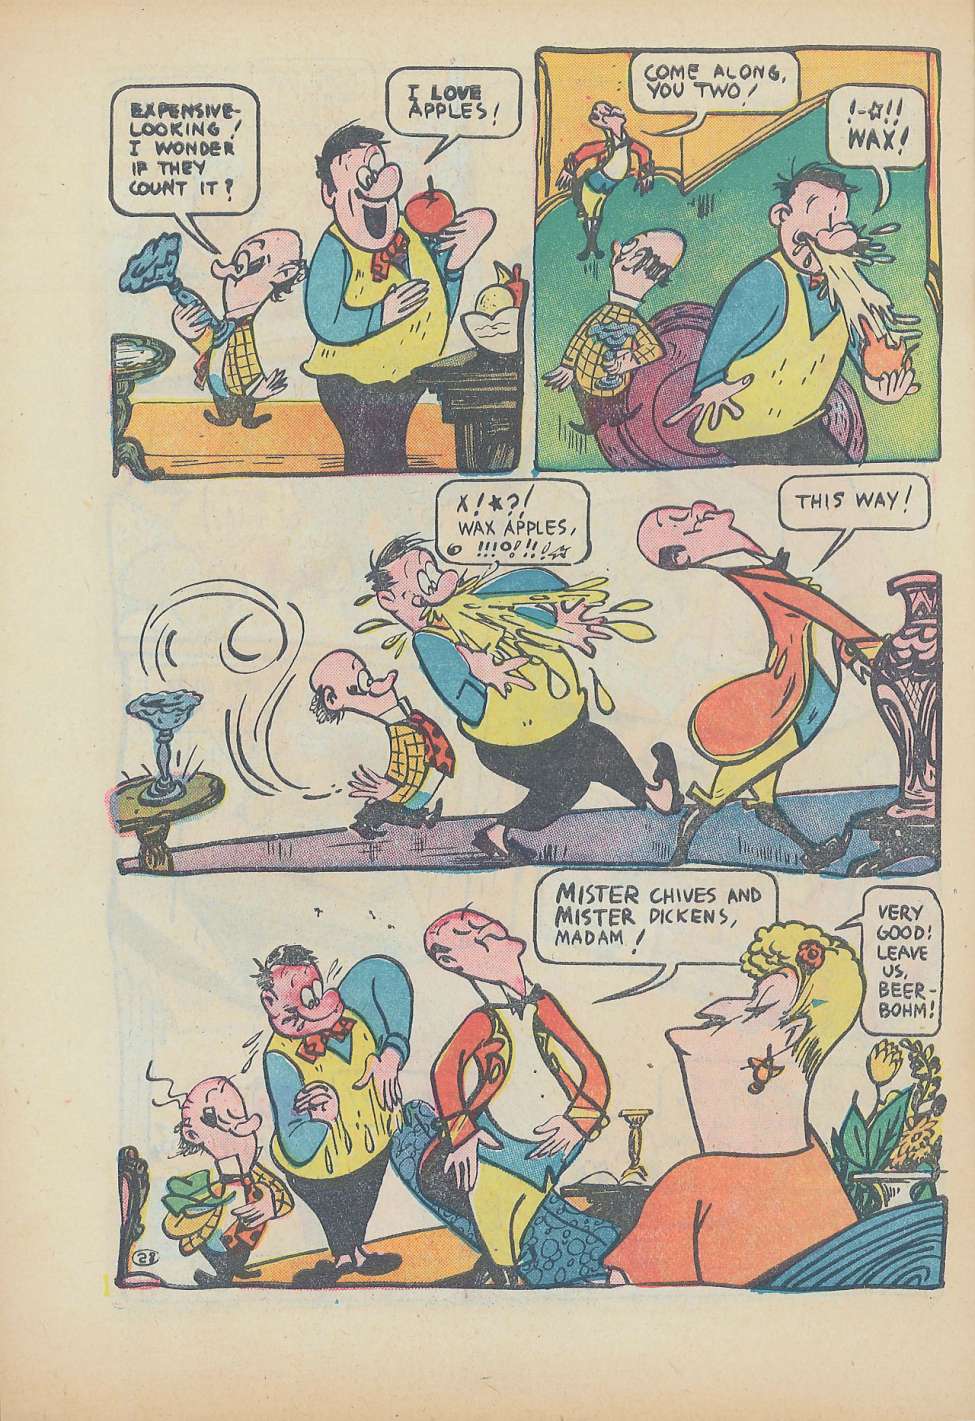 EXPENSIVE-
LOOKING!
I WONDER
IF THEY
COUNT IT?
I LOVE
APPLES!
COME ALONG,
YOU TWO!
!-☆!!
WAX!
X!★?!
WAX APPLES,
6 !!!O!!!☆
THIS WAY!
MISTER CHIVES AND
MISTER DICKENS,
MADAM!
VERY
GOOD!
LEAVE
US,
BEER-
BOHM!
28